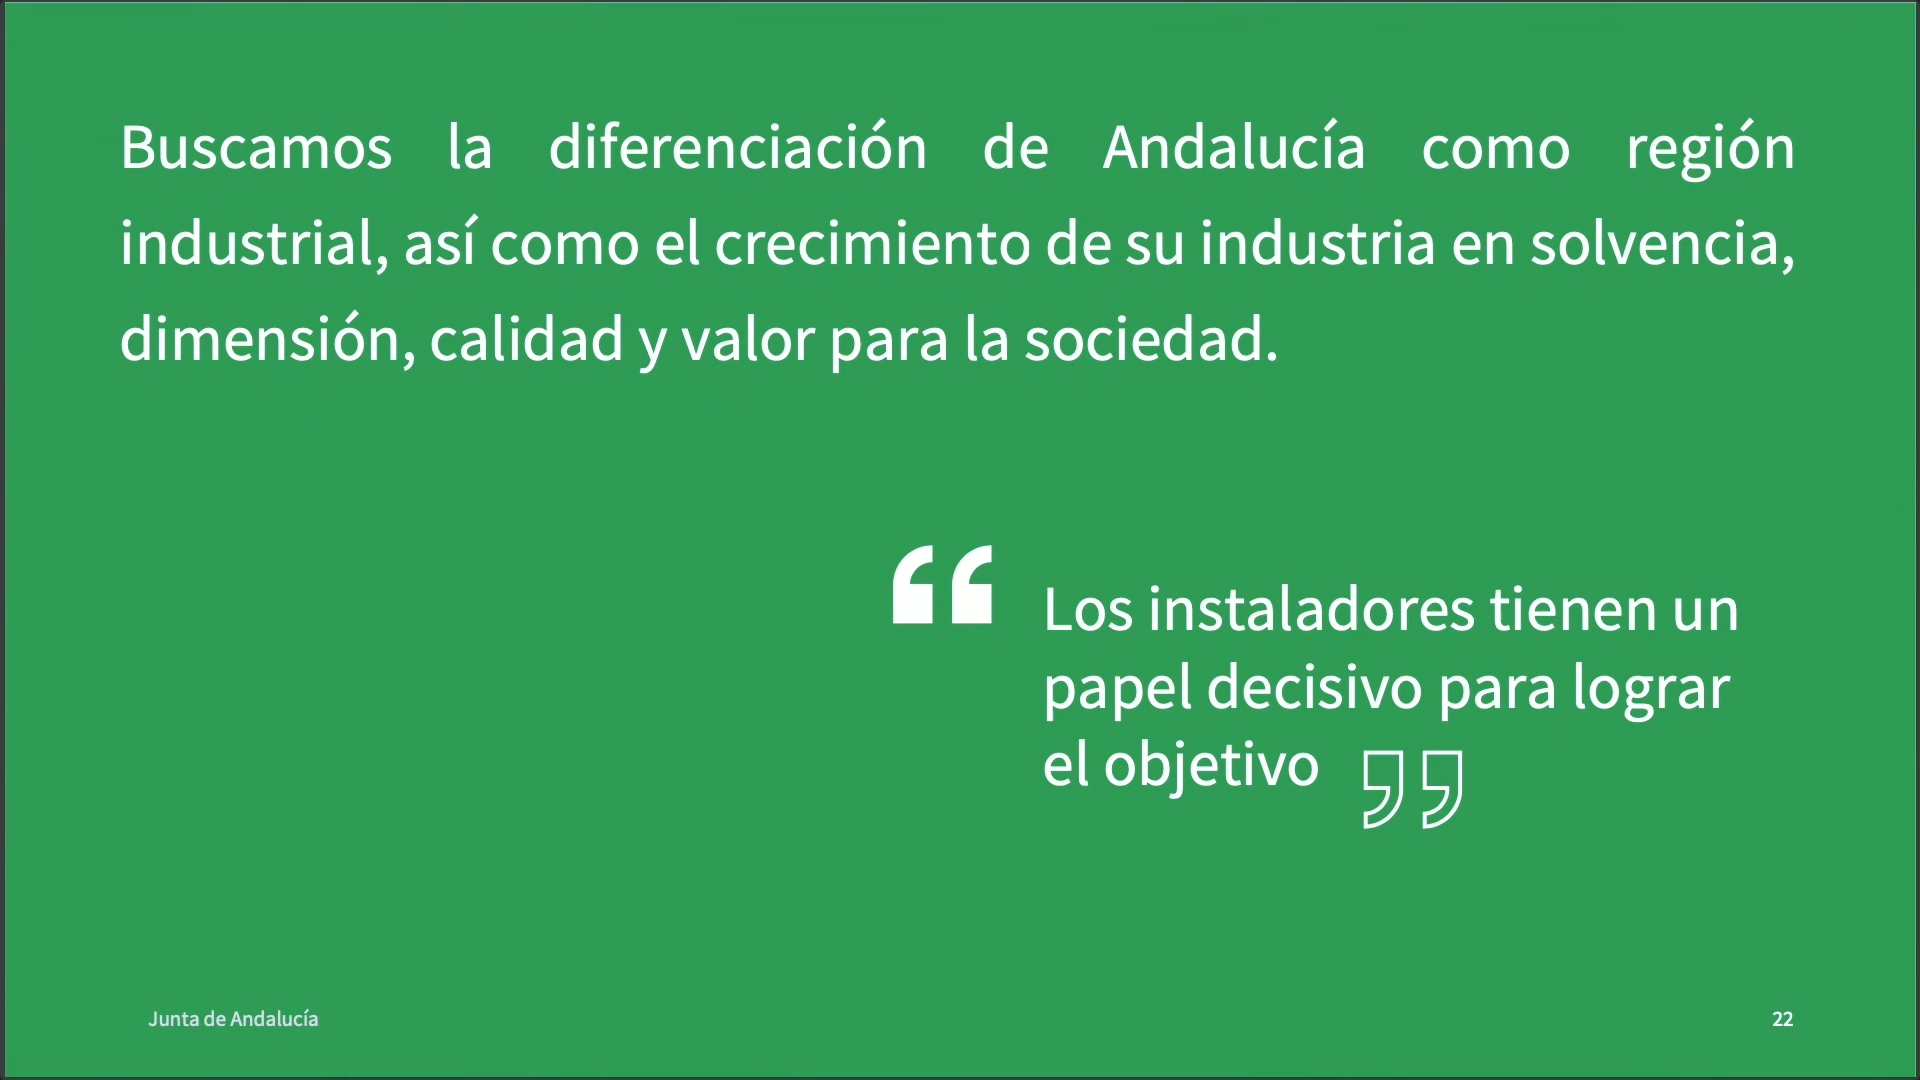 Buscamos la diferenciación de Andalucía como región
industrial, así como el crecimiento de su industria en solvencia,
dimensión, calidad y valor para la sociedad.
“ Los instaladores tienen un
papel decisivo para lograr
el objetivo ”
Junta de Andalucía
22